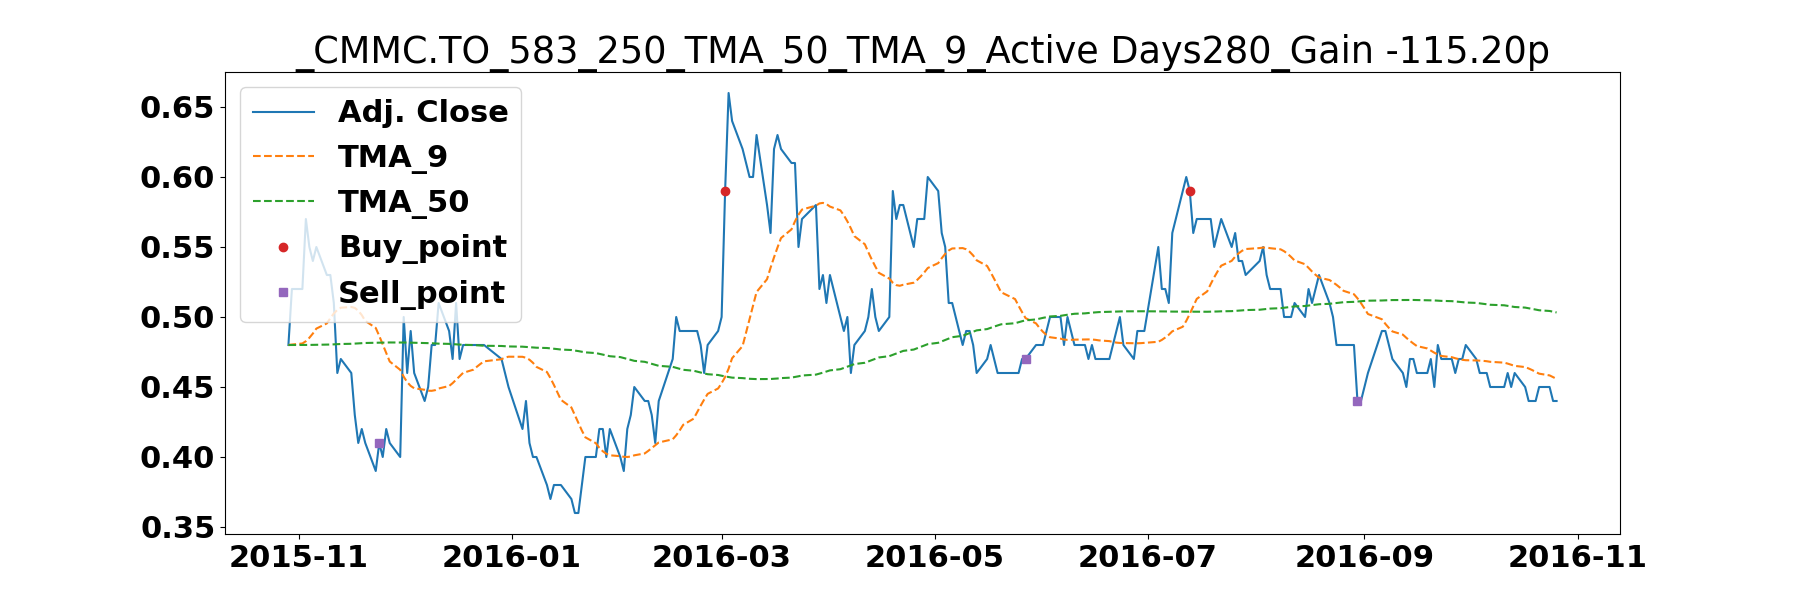 _CMMC.TO_583_250_TMA_50_TMA_9_Active Days280_Gain -115.20p
0.65
0.60
0.55
0.50
0.45
0.40
0.35
Adj. Close
TMA_9
TMA_50
Buy_point
Sell_point
2015-11 2016-01 2016-03 2016-05 2016-07 2016-09 2016-11